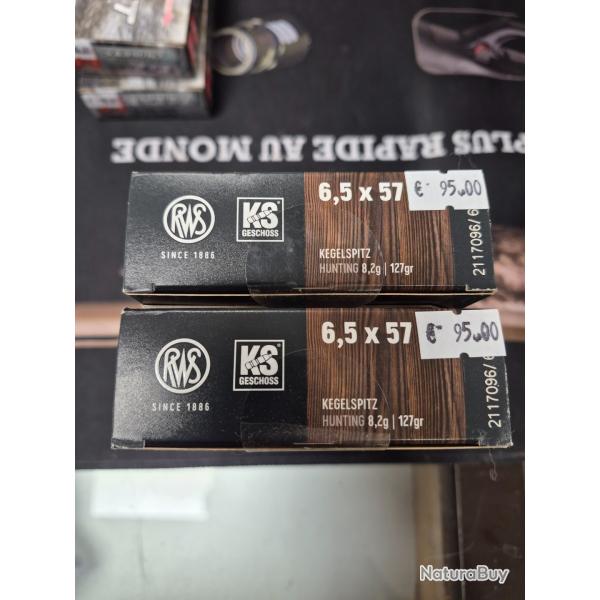 T
PLUS RAPIDE AU MONDE
6,5 x 57
€ 95,00
RWS
SINCE 1886
KS
GESCHOSS
KEGELSPITZ
HUNTING 8,2g | 127gr
2117096/ 6
6,5 x 57
€ 95,00
RWS
SINCE 1886
KS
GESCHOSS
KEGELSPITZ
HUNTING 8,2g | 127gr
2117096/
NaturaBuy